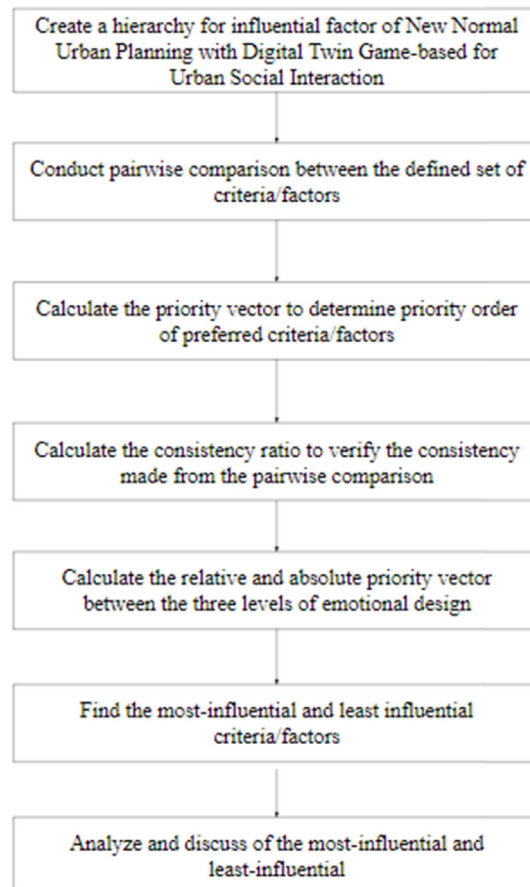 Create a hierarchy for influential factor of New Normal
Urban Planning with Digital Twin Game-based for
Urban Social Interaction
Conduct pairwise comparison between the defined set of
criteria/factors
Calculate the priority vector to determine priority order
of preferred criteria/factors
Calculate the consistency ratio to verify the consistency
made from the pairwise comparison
Calculate the relative and absolute priority vector
between the three levels of emotional design
Find the most-influential and least influential
criteria/factors
Analyze and discuss of the most-influential and
least-influential